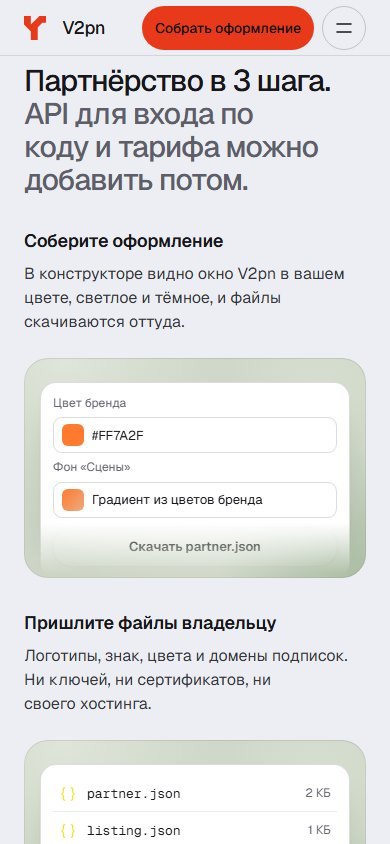 V2pn
Собрать оформление
Партнёрство в 3 шага.
API для входа по
коду и тарифа можно
добавить потом.
Соберите оформление
В конструкторе видно окно V2pn в вашем
цвете, светлое и тёмное, и файлы
скачиваются оттуда.
Цвет бренда
#FF7A2F
Фон «Сцены»
Градиент из цветов бренда
Скачать partner.json
Пришлите файлы владельцу
Логотипы, знак, цвета и домены подписок.
Ни ключей, ни сертификатов, ни
своего хостинга.
{ } partner.json 2 КБ
{ } listing.json 1 КБ